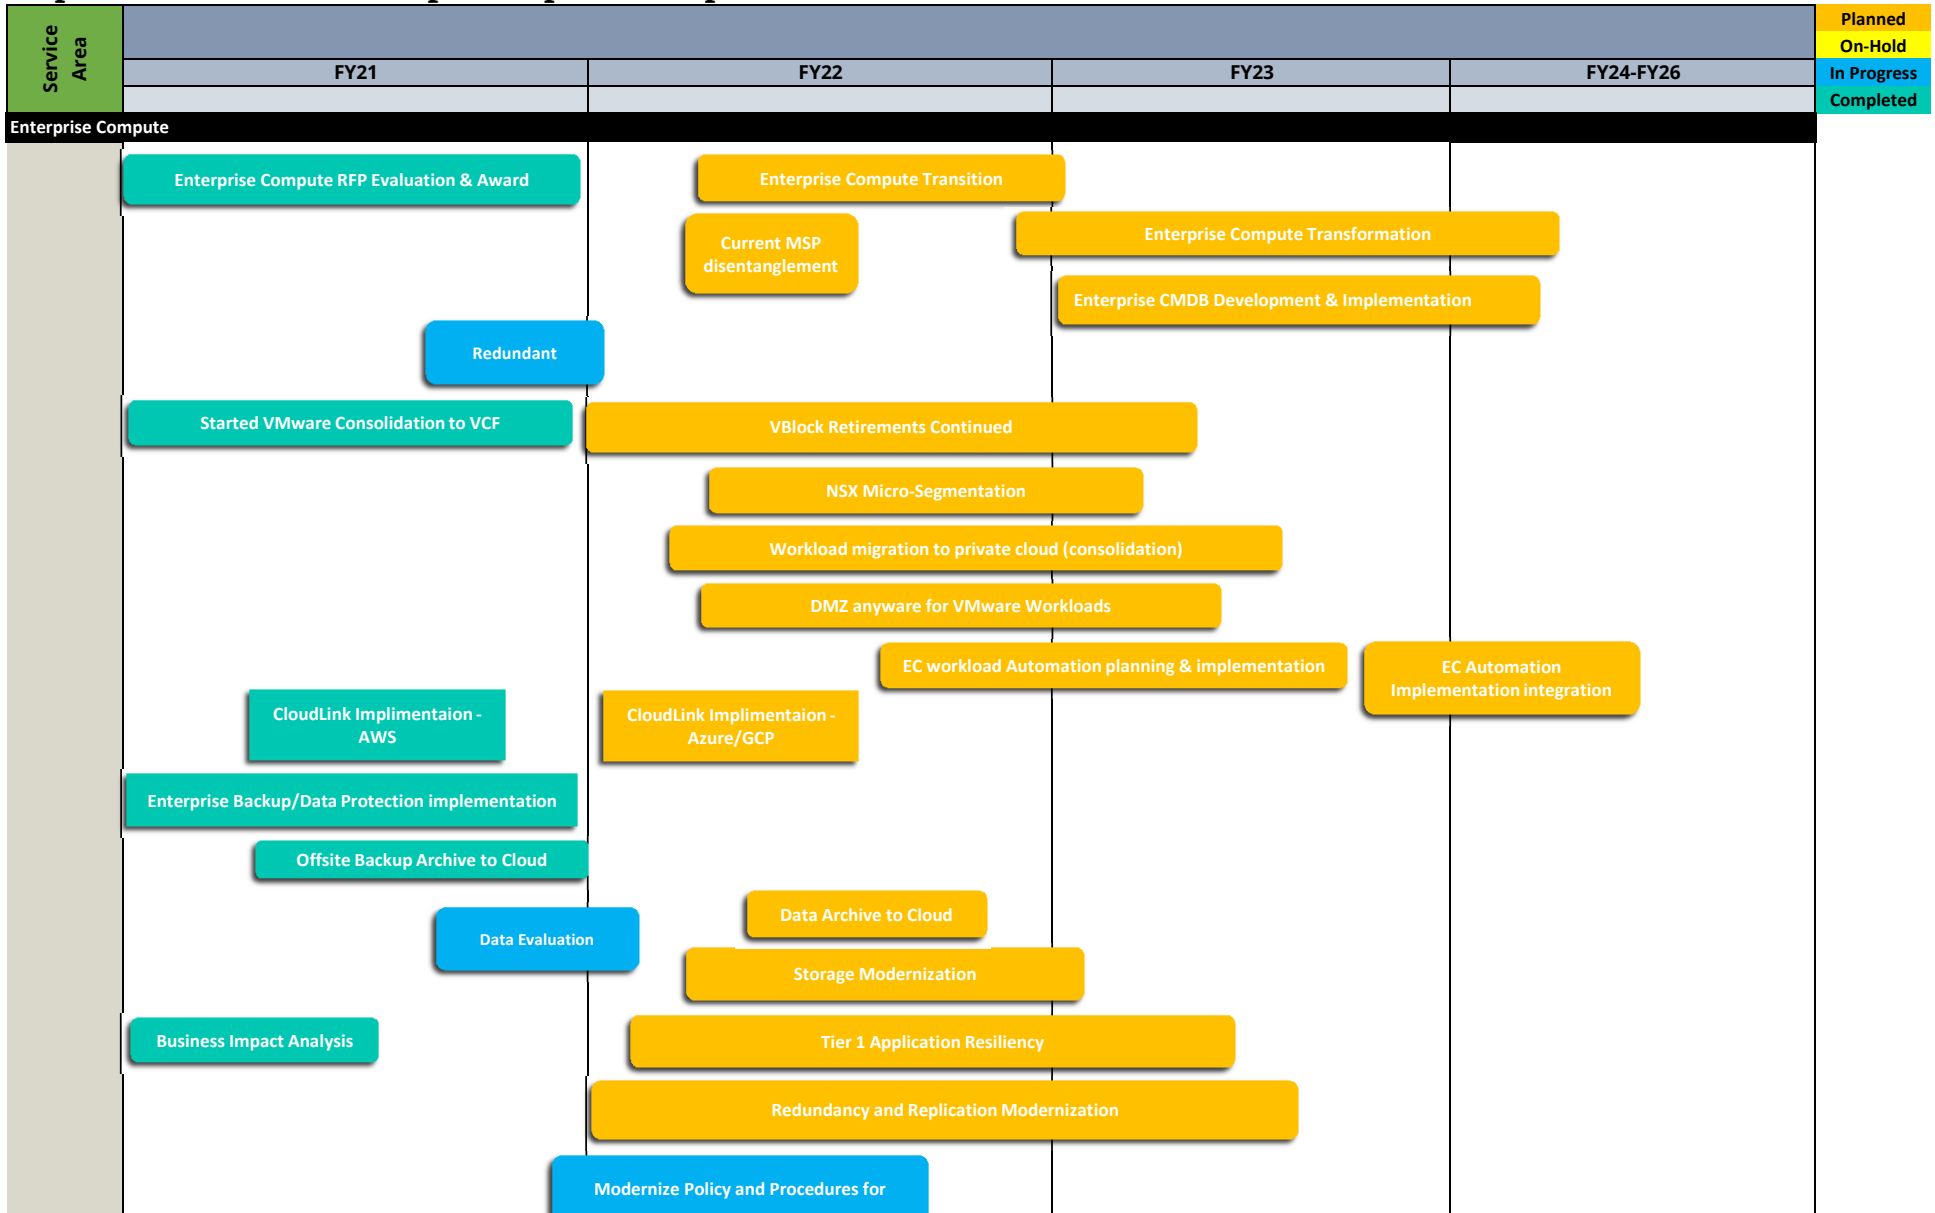 Service
Area
Planned
On-Hold
In Progress
Completed
FY21
FY22
FY23
FY24-FY26
Enterprise Compute
Enterprise Compute RFP Evaluation & Award
Enterprise Compute Transition
Current MSP
disentanglement
Enterprise Compute Transformation
Enterprise CMDB Development & Implementation
Redundant
Started VMware Consolidation to VCF
VBlock Retirements Continued
NSX Micro-Segmentation
Workload migration to private cloud (consolidation)
DMZ anyware for VMware Workloads
EC workload Automation planning & implementation
EC Automation
Implementation integration
CloudLink Implimentaion -
AWS
CloudLink Implimentaion -
Azure/GCP
Enterprise Backup/Data Protection implementation
Offsite Backup Archive to Cloud
Data Archive to Cloud
Data Evaluation
Storage Modernization
Business Impact Analysis
Tier 1 Application Resiliency
Redundancy and Replication Modernization
Modernize Policy and Procedures for